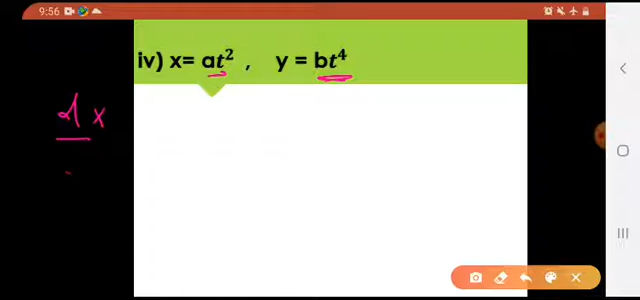 9:56
iv) x= at², y = bt⁴
dx